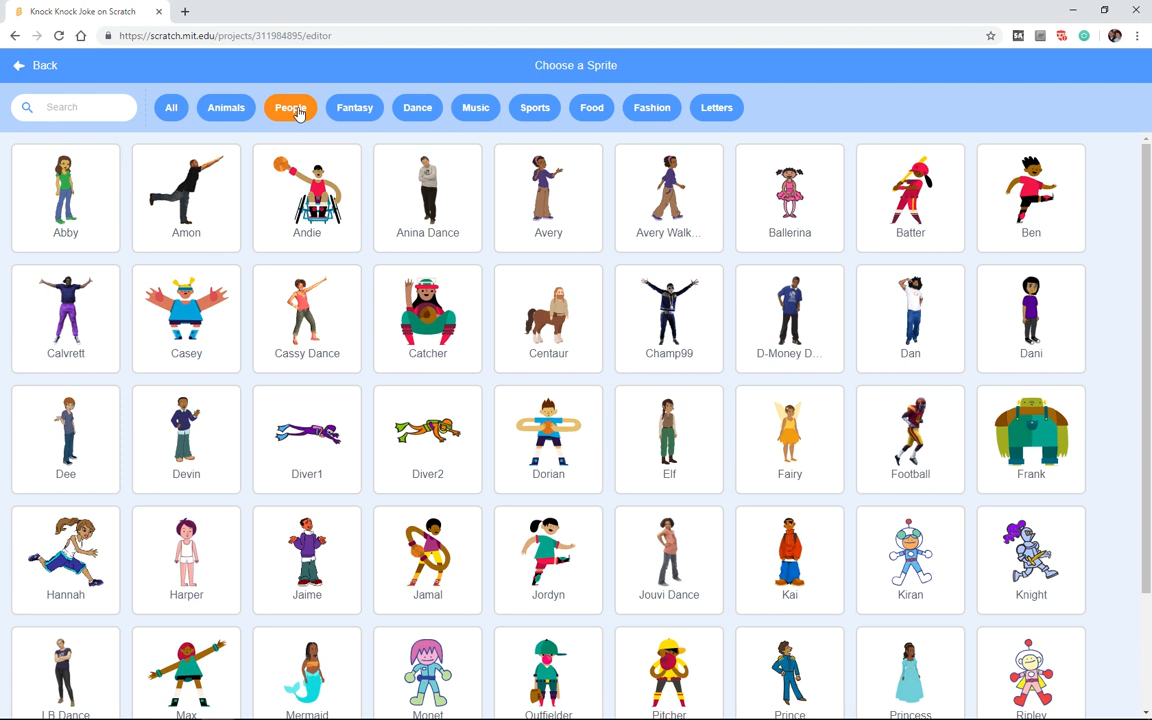 Knock Knock Joke on Scratch
https://scratch.mit.edu/projects/311984895/editor
Back
Choose a Sprite
Search
All
Animals
People
Fantasy
Dance
Music
Sports
Food
Fashion
Letters
Abby
Amon
Andie
Anina Dance
Avery
Avery Walk...
Ballerina
Batter
Ben
Calvrett
Casey
Cassy Dance
Catcher
Centaur
Champ99
D-Money D...
Dan
Dani
Dee
Devin
Diver1
Diver2
Dorian
Elf
Fairy
Football
Frank
Hannah
Harper
Jaime
Jamal
Jordyn
Jouvi Dance
Kai
Kiran
Knight
LB Dance
Max
Mermaid
Monet
Outfielder
Pitcher
Prince
Princess
Ripley